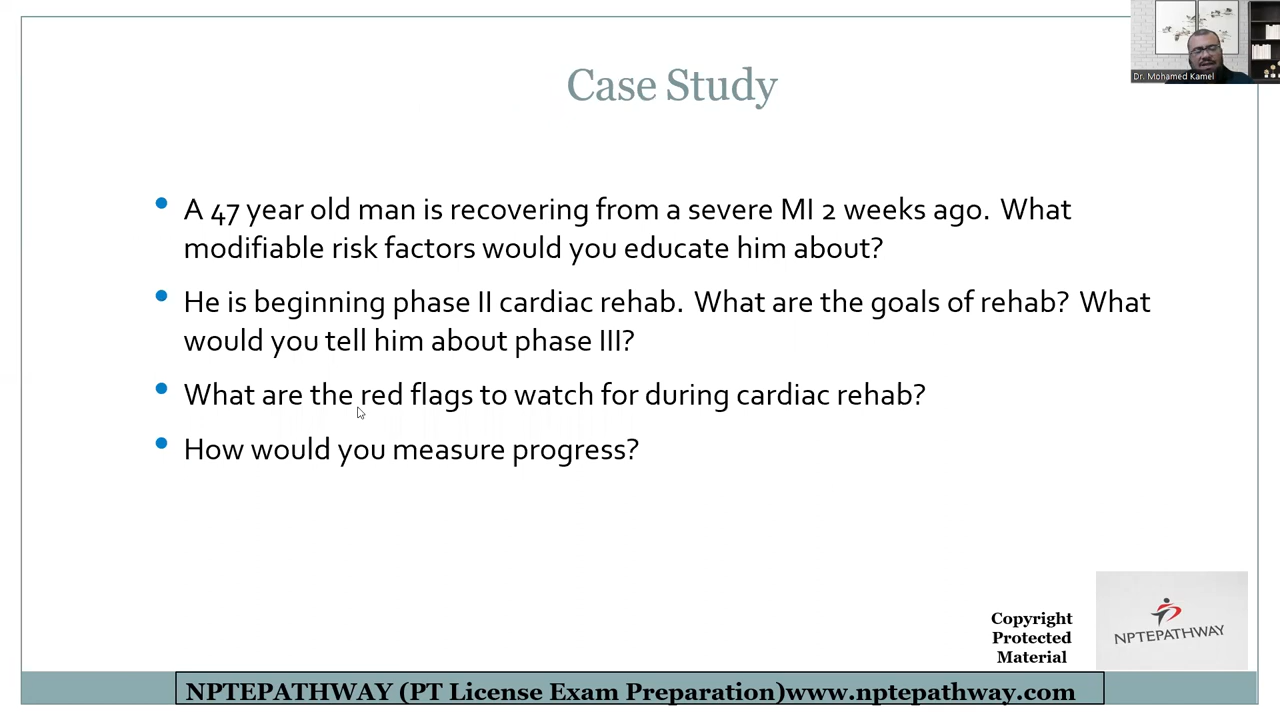 Dr. Mohamed Kamel
Case Study
A 47 year old man is recovering from a severe MI 2 weeks ago. What
modifiable risk factors would you educate him about?
He is beginning phase II cardiac rehab. What are the goals of rehab? What
would you tell him about phase III?
What are the red flags to watch for during cardiac rehab?
How would you measure progress?
Copyright
Protected
Material
NPTEPATHWAY
NPTEPATHWAY (PT License Exam Preparation)www.nptepathway.com